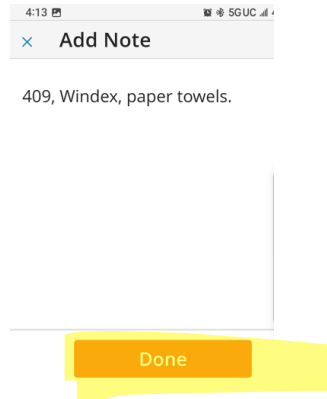 4:13 5GUC
× Add Note
409, Windex, paper towels.
Done